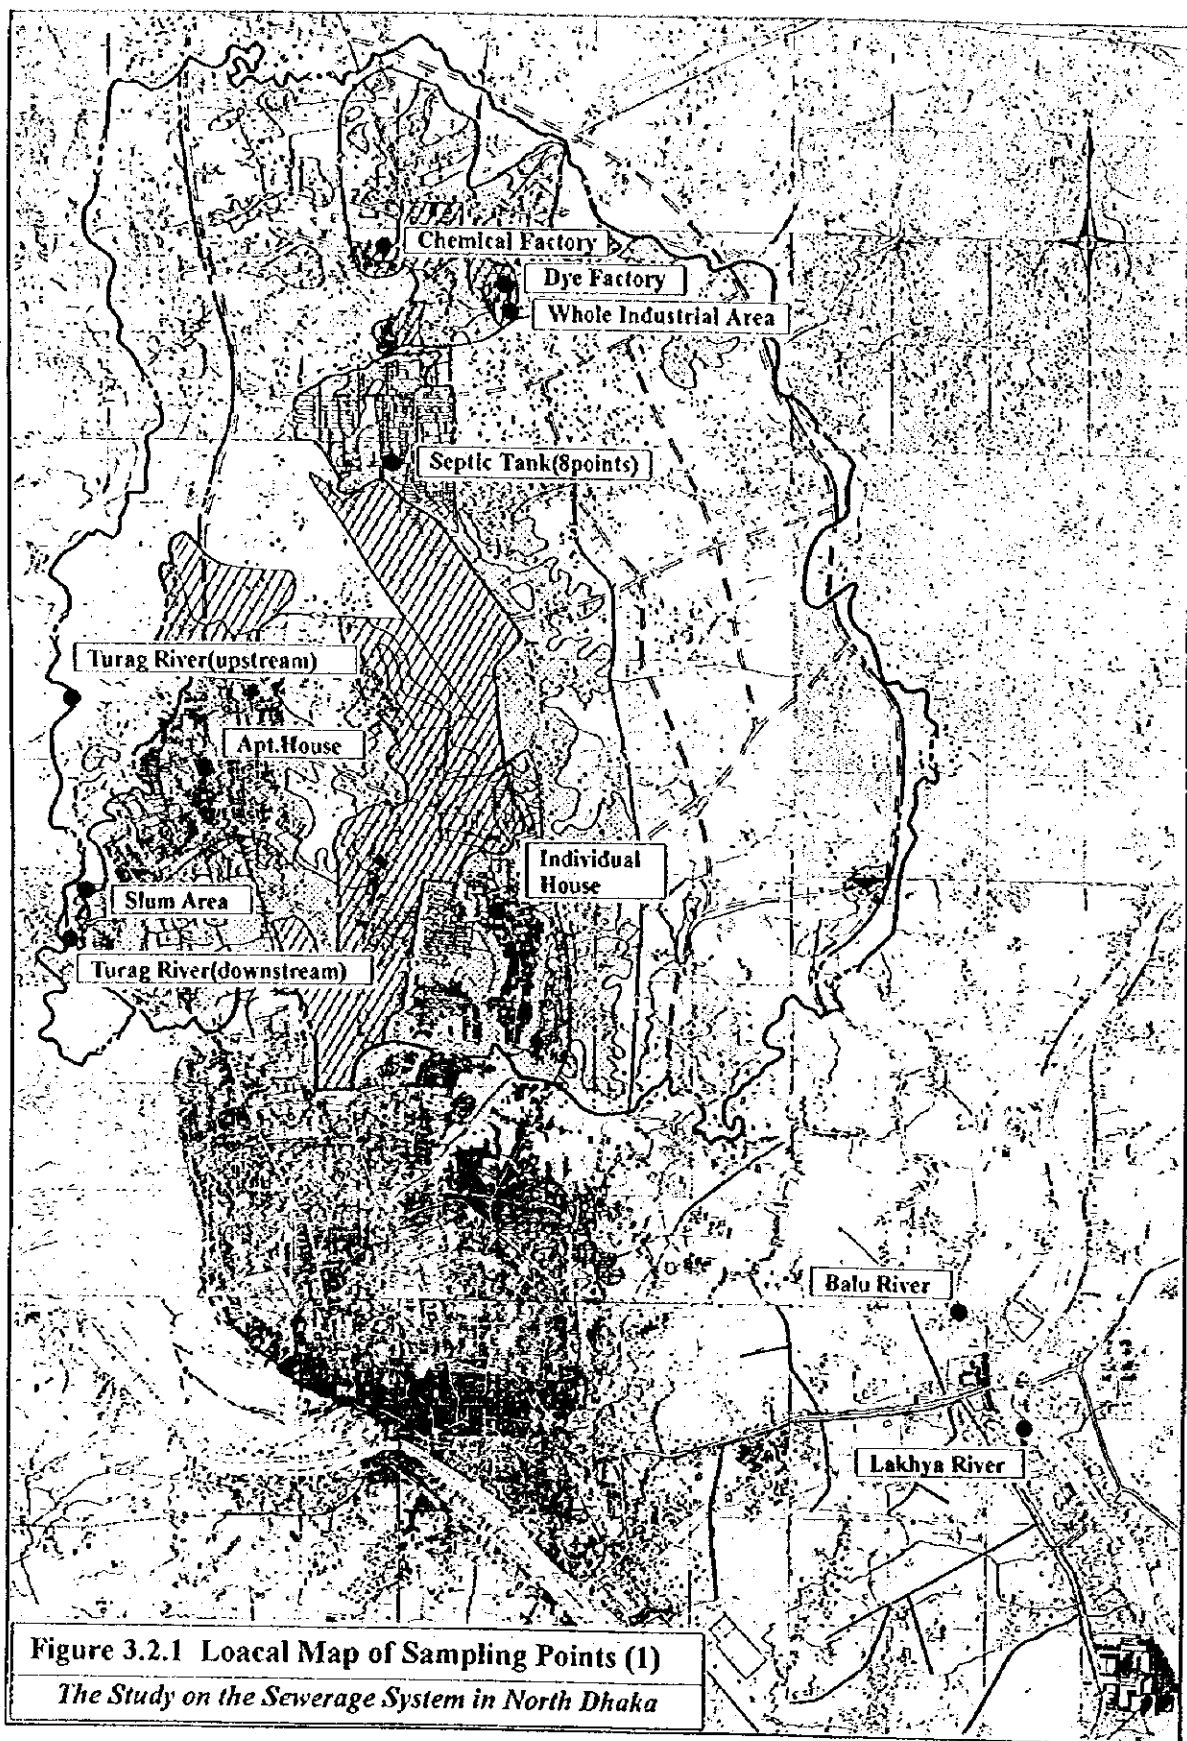 Chemical Factory
Dye Factory
Whole Industrial Area
Septic Tank(8points)
Turag River(upstream)
Apt.House
Individual
House
Slum Area
Turag River(downstream)
Balu River
Lakhya River
Figure 3.2.1 Loacal Map of Sampling Points (1)
The Study on the Sewerage System in North Dhaka